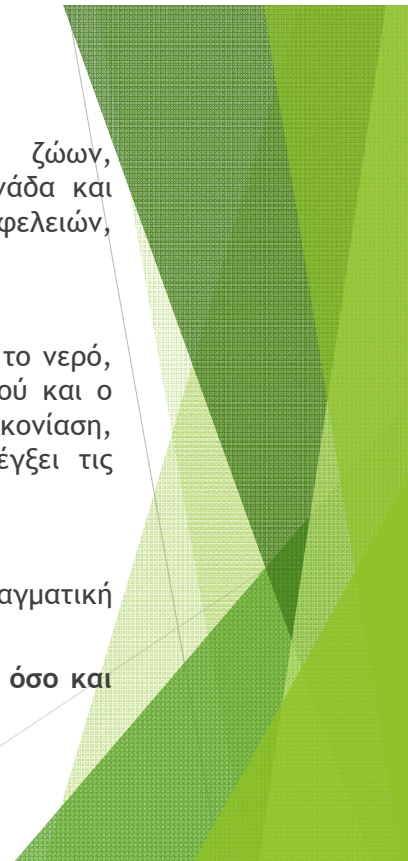 ζώων,
νάδα και
φελειών,
το νερό,
ού και ο
κονίαση,
έγξει τις
αγματική
όσο και